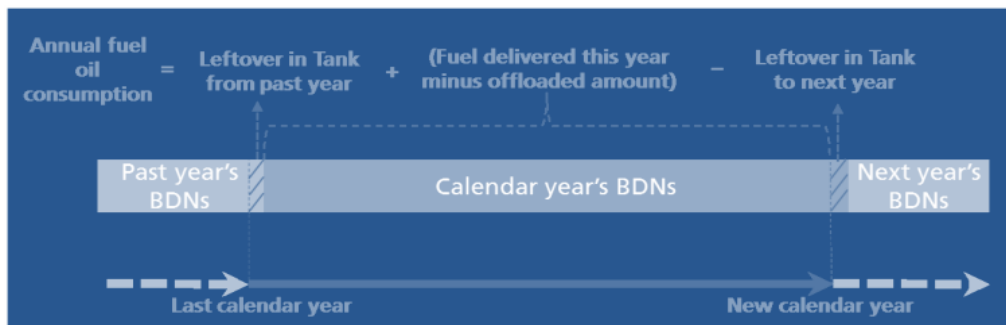 Annual fuel
oil
consumption
=
Leftover in Tank
from past year
+
(Fuel delivered this year
minus offloaded amount)
−
Leftover in Tank
to next year
Past year's
BDNs
Calendar year's BDNs
Next year's
BDNs
Last calendar year
New calendar year